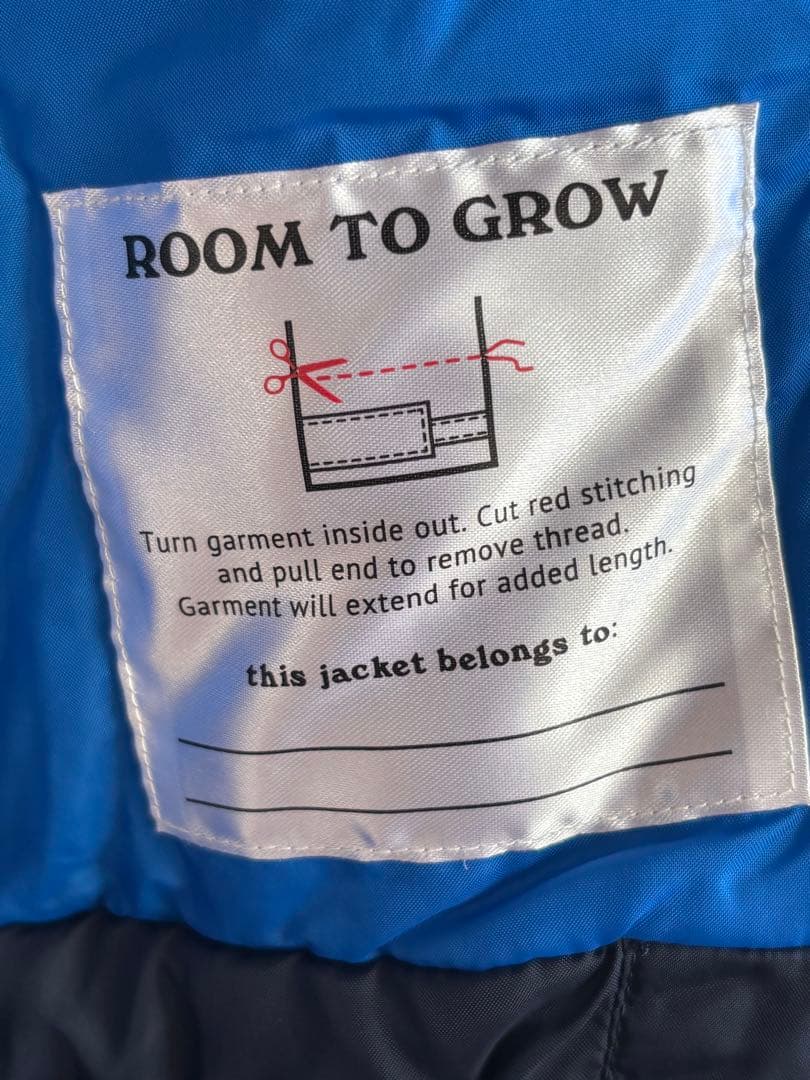 ROOM TO GROW
Turn garment inside out. Cut red stitching
and pull end to remove thread.
Garment will extend for added length.
this jacket belongs to: